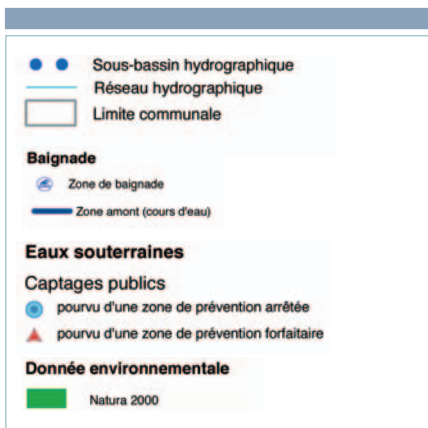 Sous-bassin hydrographique
Réseau hydrographique
Limite communale
Baignade
Zone de baignade
Zone amont (cours d'eau)
Eaux souterraines
Captages publics
pourvu d'une zone de prévention arrêtée
pourvu d'une zone de prévention forfaitaire
Donnée environnementale
Natura 2000